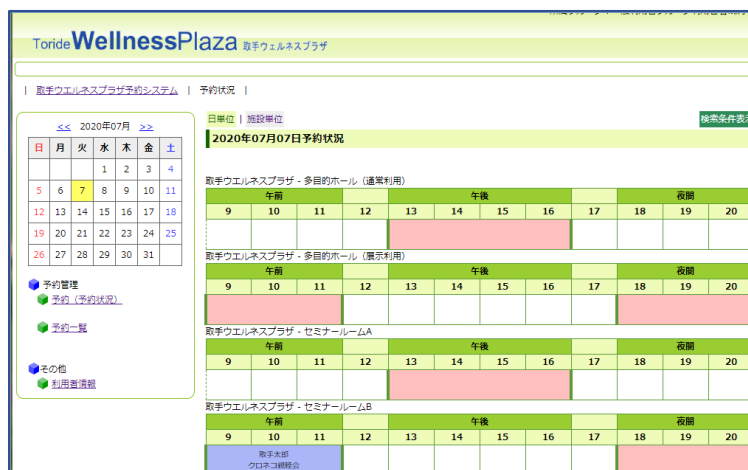 Toride WellnessPlaza 取手ウェルネスプラザ
| 取手ウエルネスプラザ予約システム | 予約状況 |
<< 2020年07月 >>
日 月 火 水 木 金 土
1 2 3 4
5 6 7 8 9 10 11
12 13 14 15 16 17 18
19 20 21 22 23 24 25
26 27 28 29 30 31
予約管理
予約（予約状況）
予約一覧
その他
利用者情報
日単位 | 施設単位
検索条件表示
2020年07月07日予約状況
取手ウエルネスプラザ - 多目的ホール（通常利用）
午前 午後 夜間
9 10 11 12 13 14 15 16 17 18 19 20
取手ウエルネスプラザ - 多目的ホール（展示利用）
午前 午後 夜間
9 10 11 12 13 14 15 16 17 18 19 20
取手ウエルネスプラザ - セミナールームA
午前 午後 夜間
9 10 11 12 13 14 15 16 17 18 19 20
取手ウエルネスプラザ - セミナールームB
午前 午後 夜間
9 10 11 12 13 14 15 16 17 18 19 20
取手太郎
クロネコ親睦会